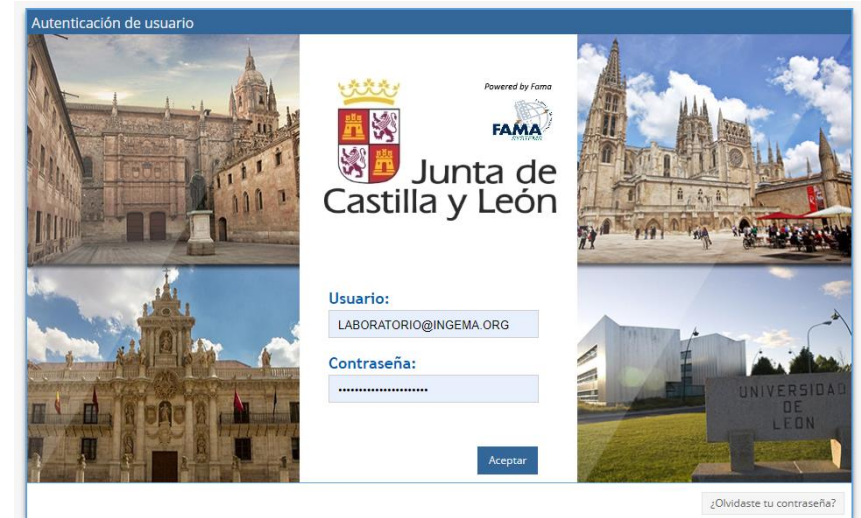 Autenticación de usuario
Powered by Fama
FAMA
Junta de
Castilla y León
Usuario:
LABORATORIO@INGEMA.ORG
Contraseña:
Aceptar
UNIVERSIDAD
DE
LEON
¿Olvidaste tu contraseña?